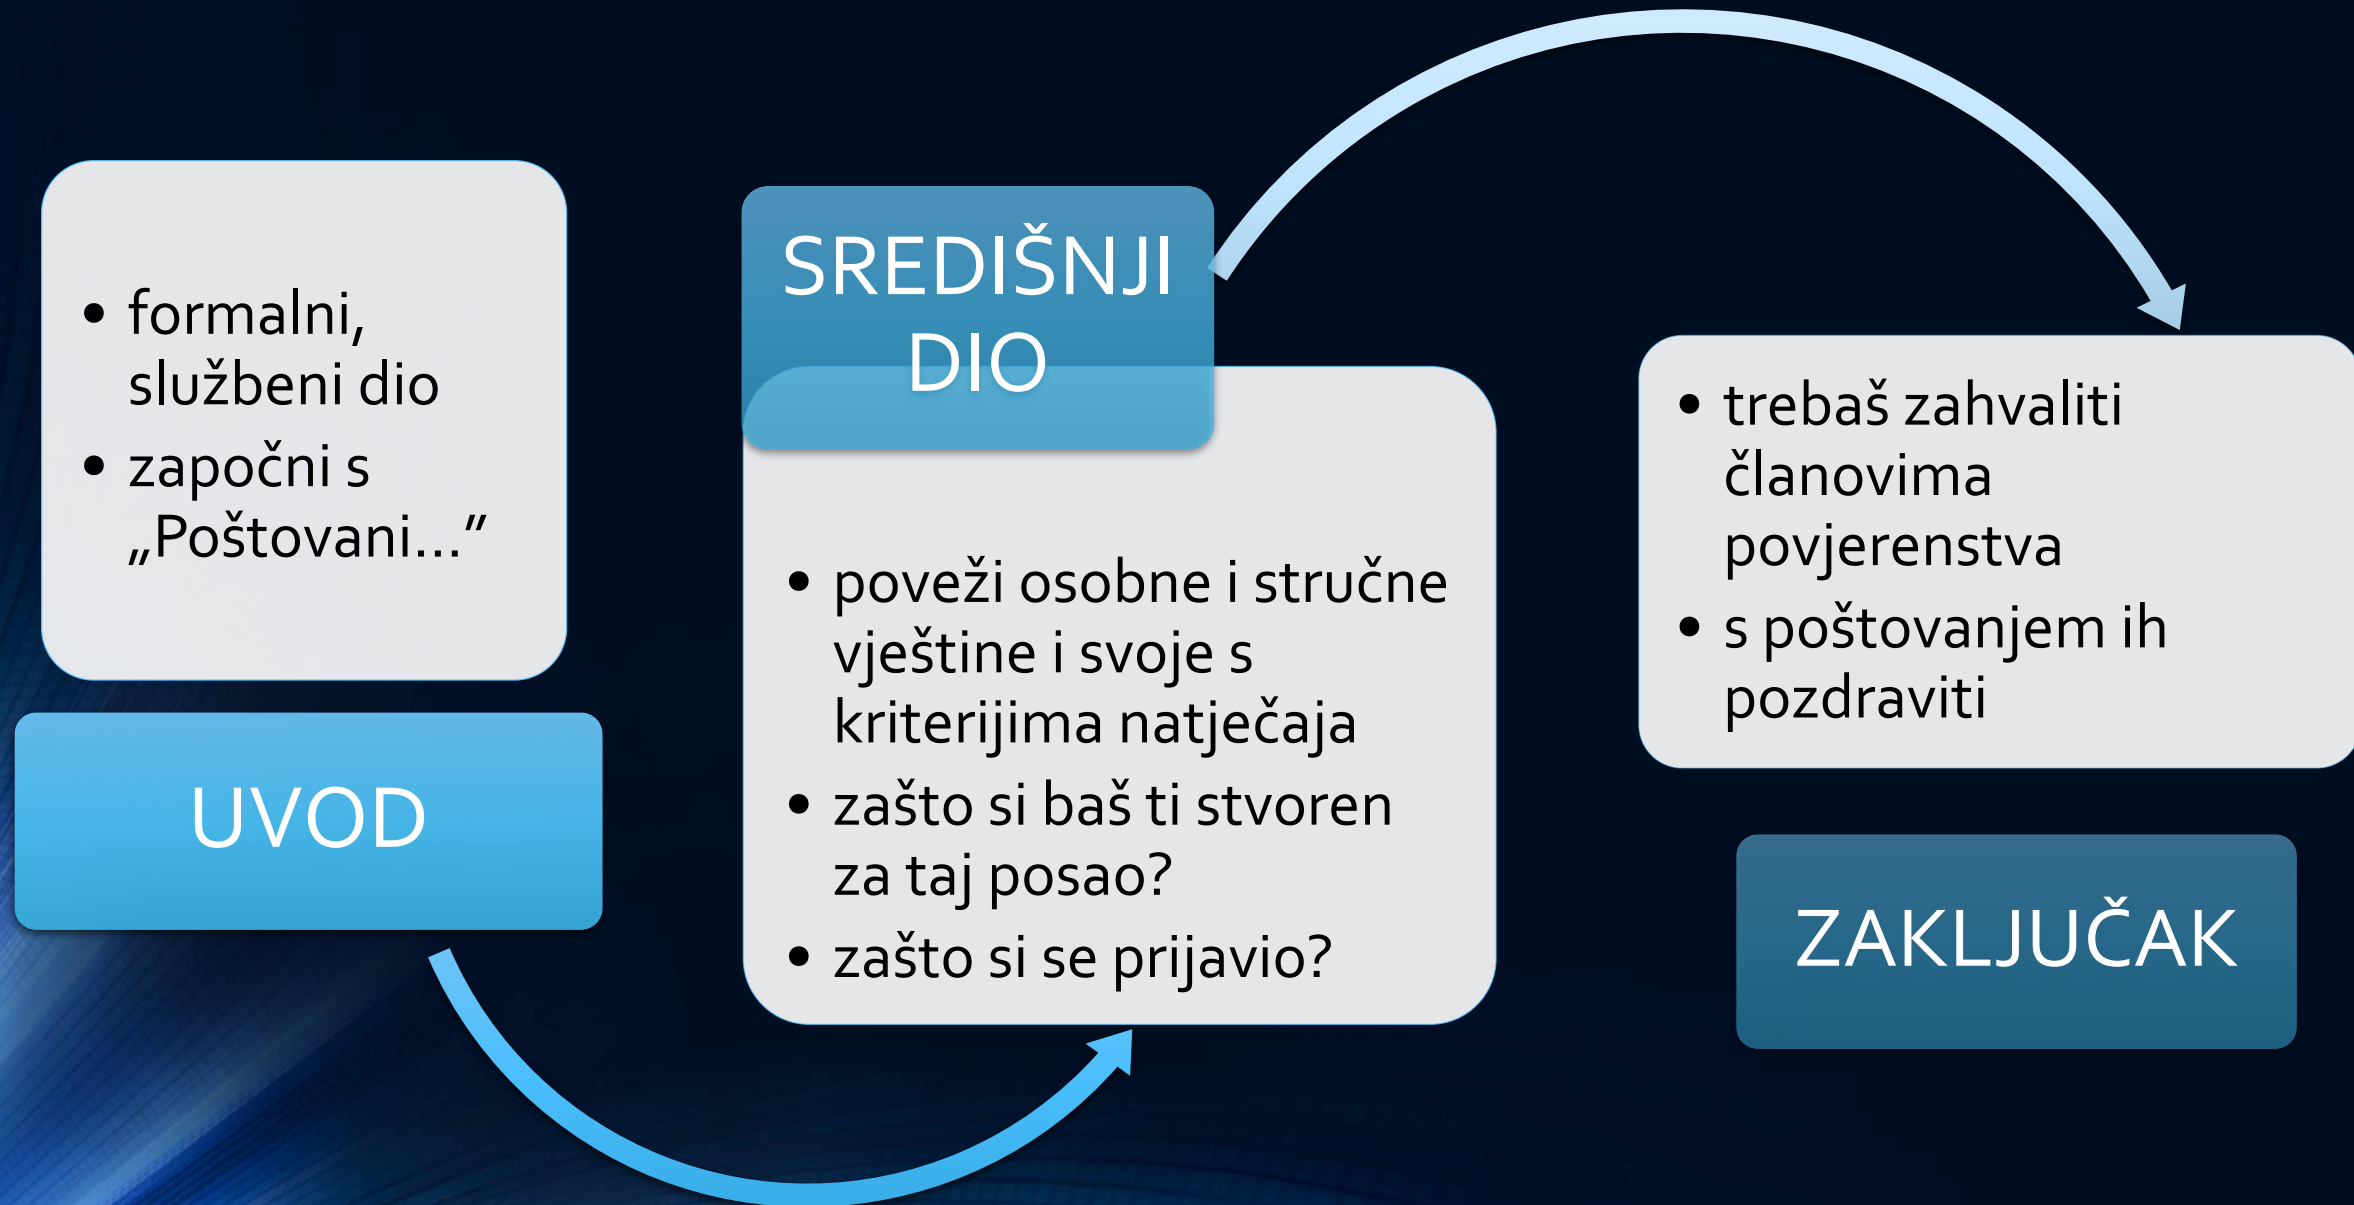 • formalni,
službeni dio
• započni s
„Poštovani...”
UVOD
SREDIŠNJI
DIO
• poveži osobne i stručne
vještine i svoje s
kriterijima natječaja
• zašto si baš ti stvoren
za taj posao?
• zašto si se prijavio?
• trebaš zahvaliti
članovima
povjerenstva
• s poštovanjem ih
pozdraviti
ZAKLJUČAK